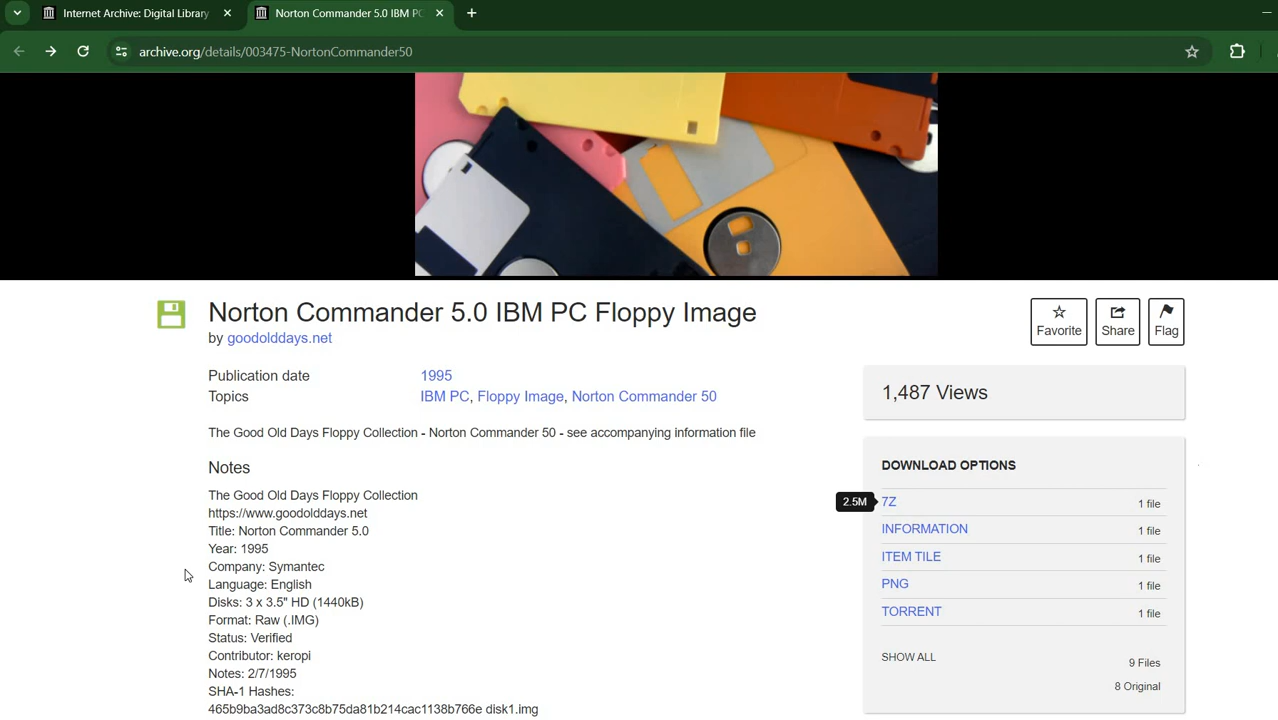 Internet Archive: Digital Library
Norton Commander 5.0 IBM PC
archive.org/details/003475-NortonCommander50
Norton Commander 5.0 IBM PC Floppy Image
by goodolddays.net
Favorite
Share
Flag
Publication date 1995
Topics IBM PC, Floppy Image, Norton Commander 50
1,487 Views
The Good Old Days Floppy Collection - Norton Commander 50 - see accompanying information file
Notes
The Good Old Days Floppy Collection
https://www.goodolddays.net
Title: Norton Commander 5.0
Year: 1995
Company: Symantec
Language: English
Disks: 3 x 3.5" HD (1440kB)
Format: Raw (.IMG)
Status: Verified
Contributor: keropi
Notes: 2/7/1995
SHA-1 Hashes:
465b9ba3ad8c373c8b75da81b214cac1138b766e disk1.img
DOWNLOAD OPTIONS
2.5M 7Z 1 file
INFORMATION 1 file
ITEM TILE 1 file
PNG 1 file
TORRENT 1 file
SHOW ALL 9 Files
8 Original